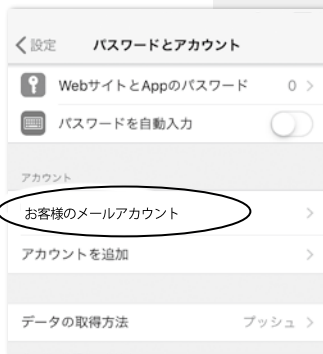 設定 パスワードとアカウント
WebサイトとAppのパスワード 0
パスワードを自動入力
アカウント
お客様のメールアカウント
アカウントを追加
データの取得方法 プッシュ